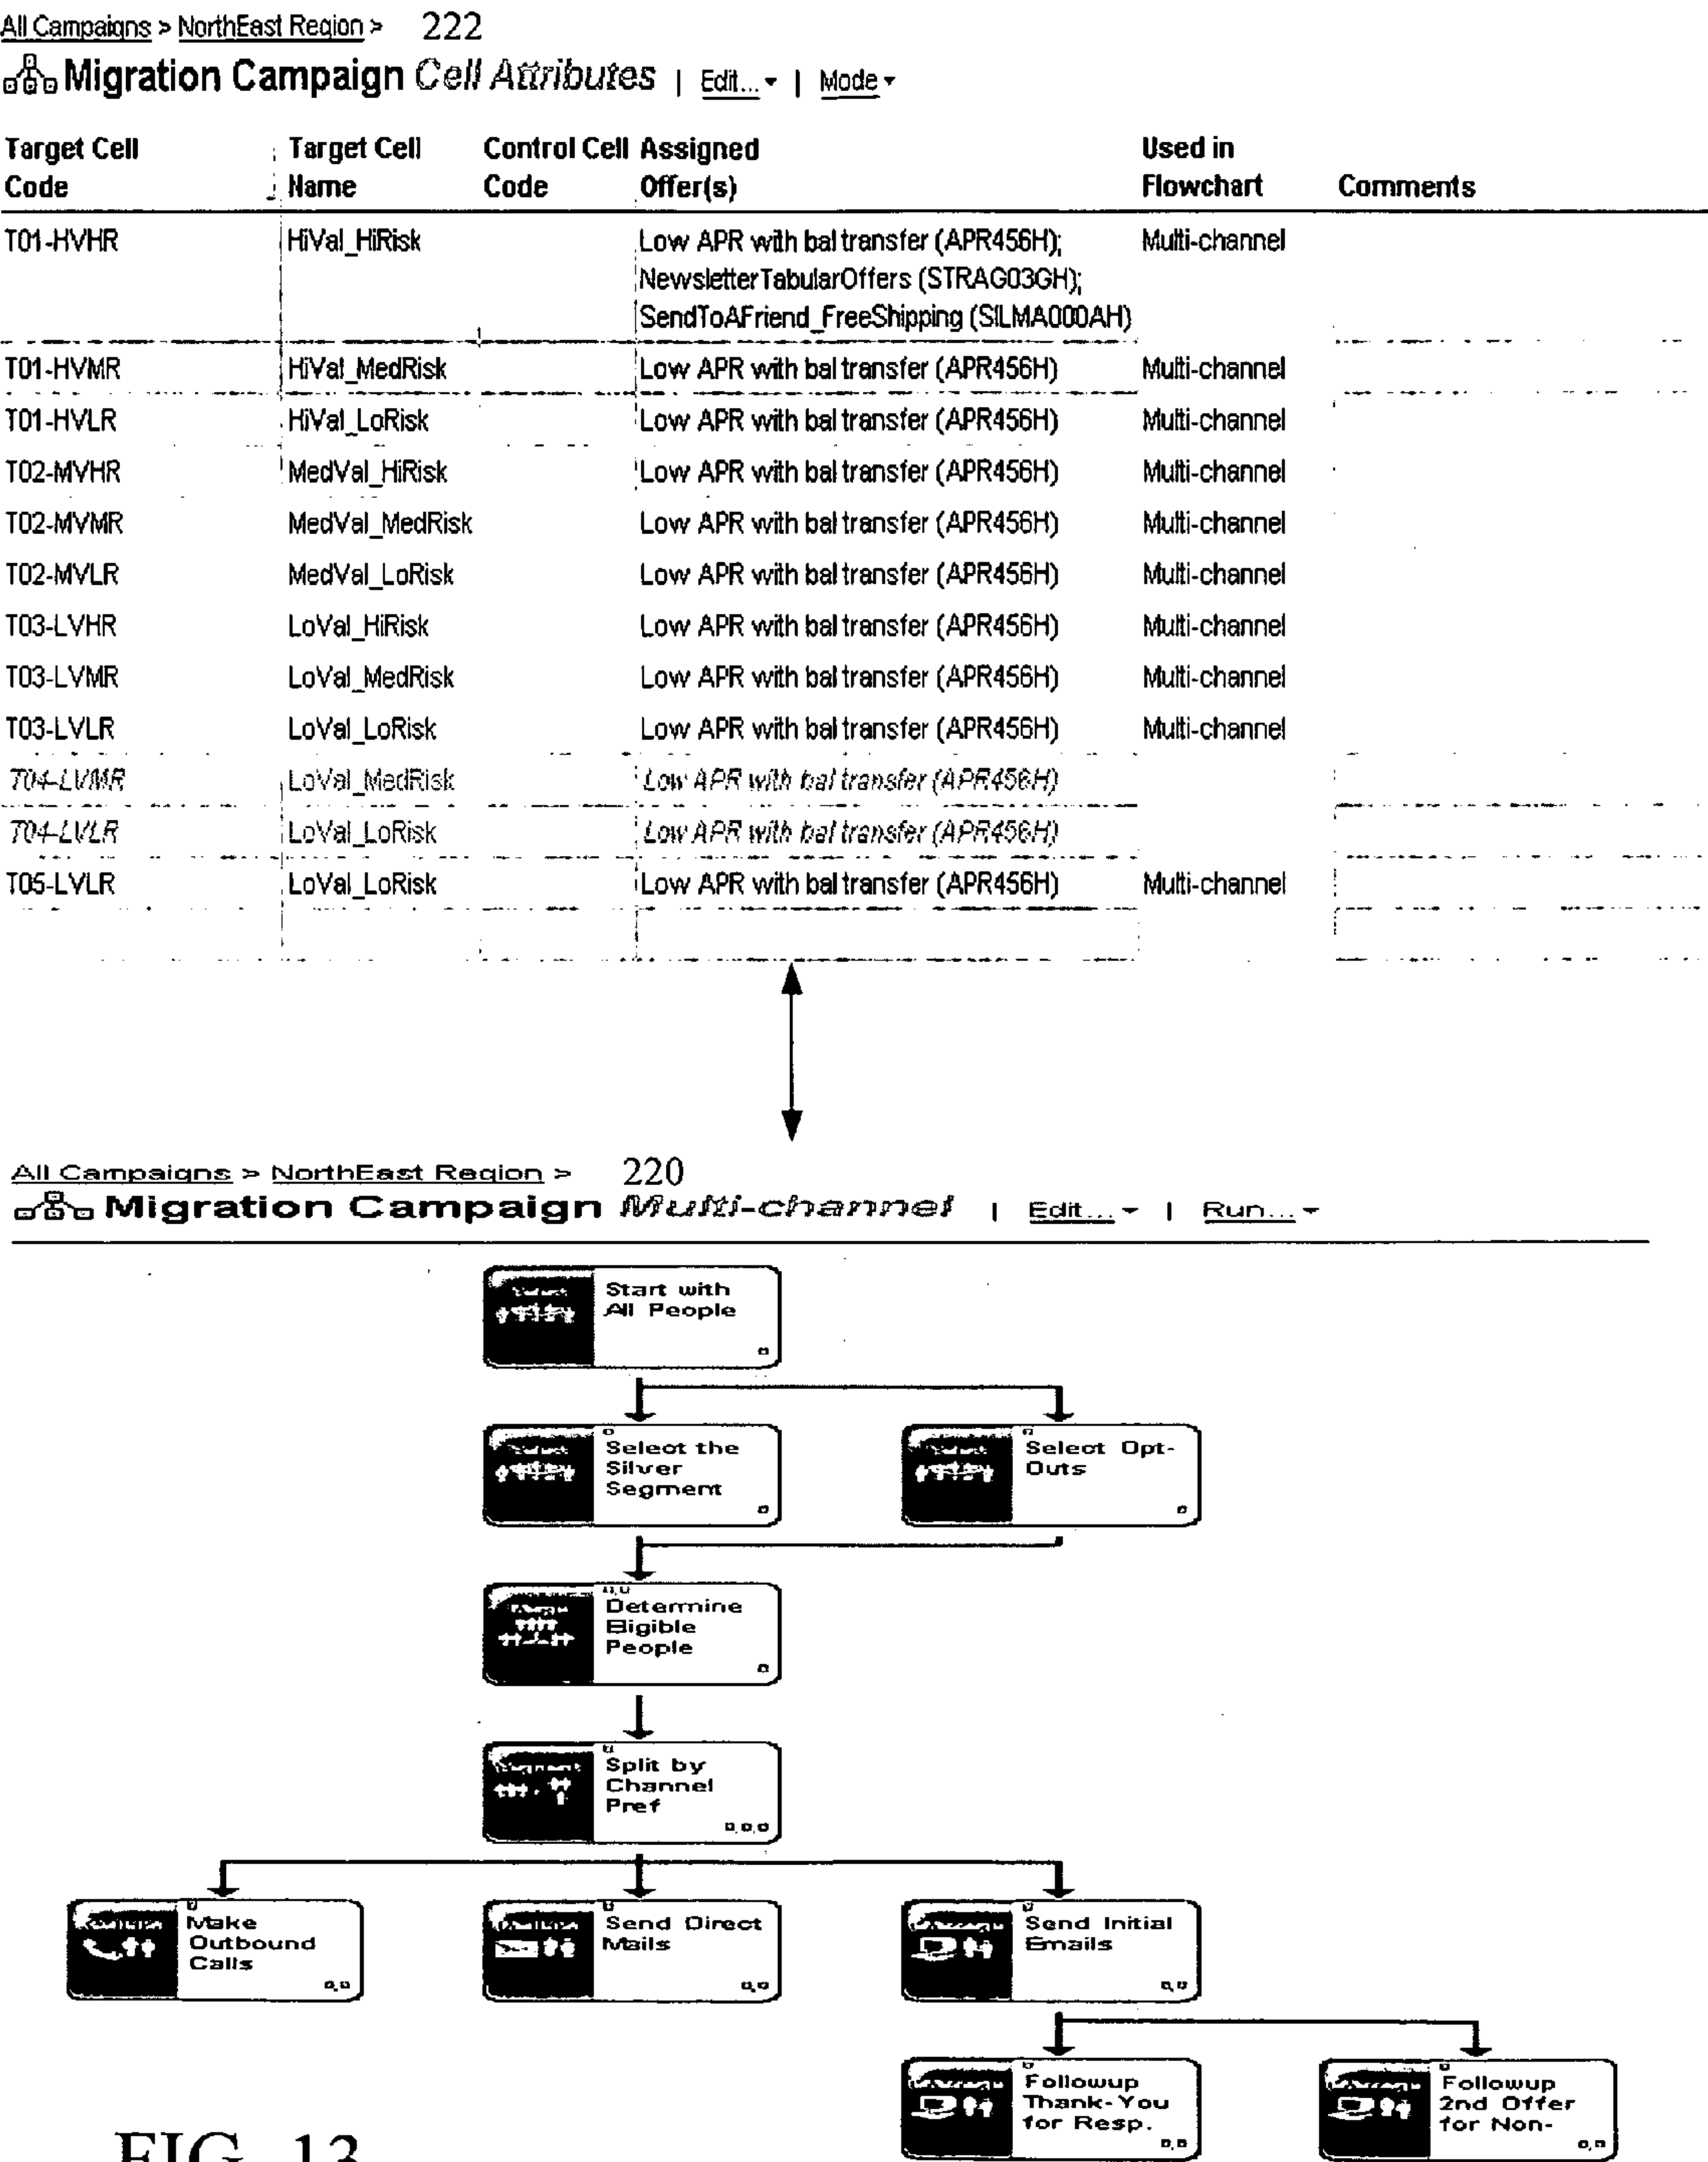 All Campaigns > NorthEast Region > 222
Migration Campaign Cell Attributes | Edit... | Mode
Target Cell Code Target Cell Name Control Cell Code Assigned Offer(s) Used in Flowchart Comments
T01-HVHR HiVal_HiRisk Low APR with bal transfer (APR456H); Multi-channel
NewsletterTabularOffers (STRAG03GH);
SendToAFriend_FreeShipping (SILMA000AH)
T01-HVMR HiVal_MedRisk Low APR with bal transfer (APR456H) Multi-channel
T01-HVLR HiVal_LoRisk Low APR with bal transfer (APR456H) Multi-channel
T02-MVHR MedVal_HiRisk Low APR with bal transfer (APR456H) Multi-channel
T02-MVMR MedVal_MedRisk Low APR with bal transfer (APR456H) Multi-channel
T02-MVLR MedVal_LoRisk Low APR with bal transfer (APR456H) Multi-channel
T03-LVHR LoVal_HiRisk Low APR with bal transfer (APR456H) Multi-channel
T03-LVMR LoVal_MedRisk Low APR with bal transfer (APR456H) Multi-channel
T03-LVLR LoVal_LoRisk Low APR with bal transfer (APR456H) Multi-channel
T04-LVMR LoVal_MedRisk Low APR with bal transfer (APR456H)
T04-LVLR LoVal_LoRisk Low APR with bal transfer (APR456H)
T05-LVLR LoVal_LoRisk Low APR with bal transfer (APR456H) Multi-channel
All Campaigns > NorthEast Region > 220
Migration Campaign Multi-channel | Edit... | Run...
Start with
All People
Select the
Silver
Segment
Select Opt-
Outs
Determine
Eligible
People
Split by
Channel
Pref
Make
Outbound
Calls
Send Direct
Mails
Send Initial
Emails
Followup
Thank-You
for Resp.
Followup
2nd Offer
for Non-
FIG. 13